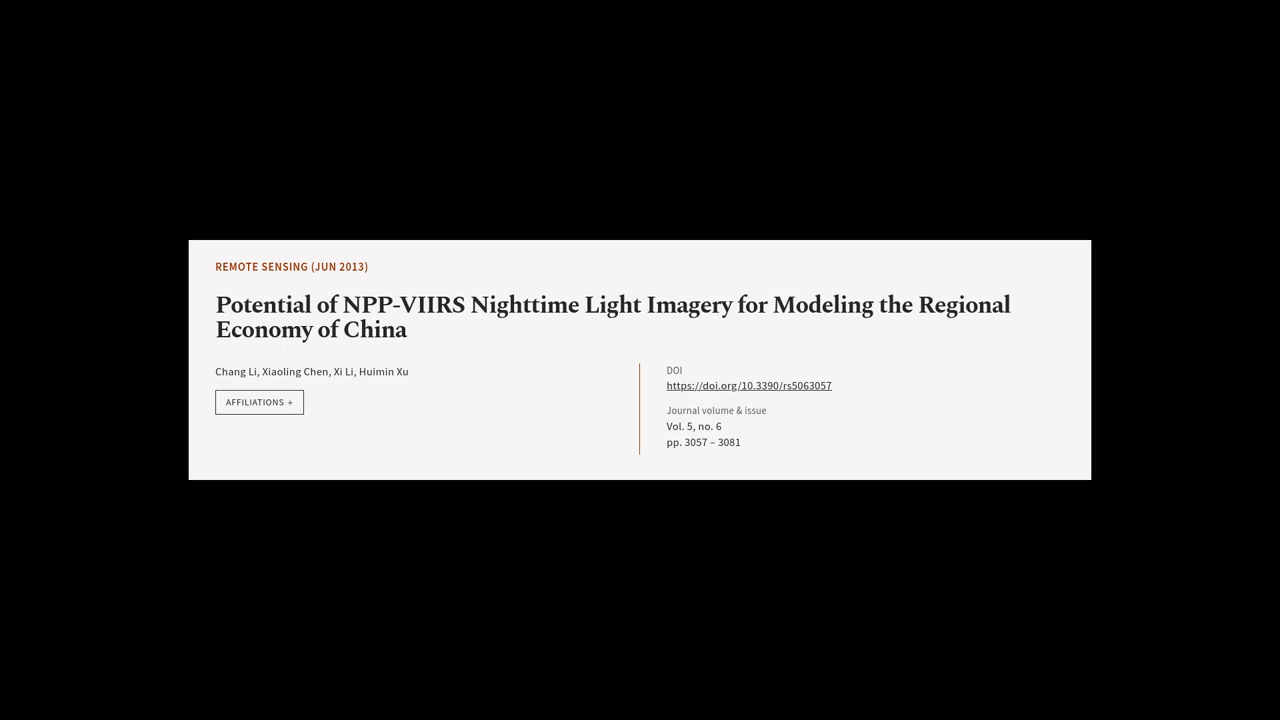 REMOTE SENSING (JUN 2013)
Potential of NPP-VIIRS Nighttime Light Imagery for Modeling the Regional
Economy of China
Chang Li, Xiaoling Chen, Xi Li, Huimin Xu
AFFILIATIONS +
DOI
https://doi.org/10.3390/rs5063057
Journal volume & issue
Vol. 5, no. 6
pp. 3057 – 3081